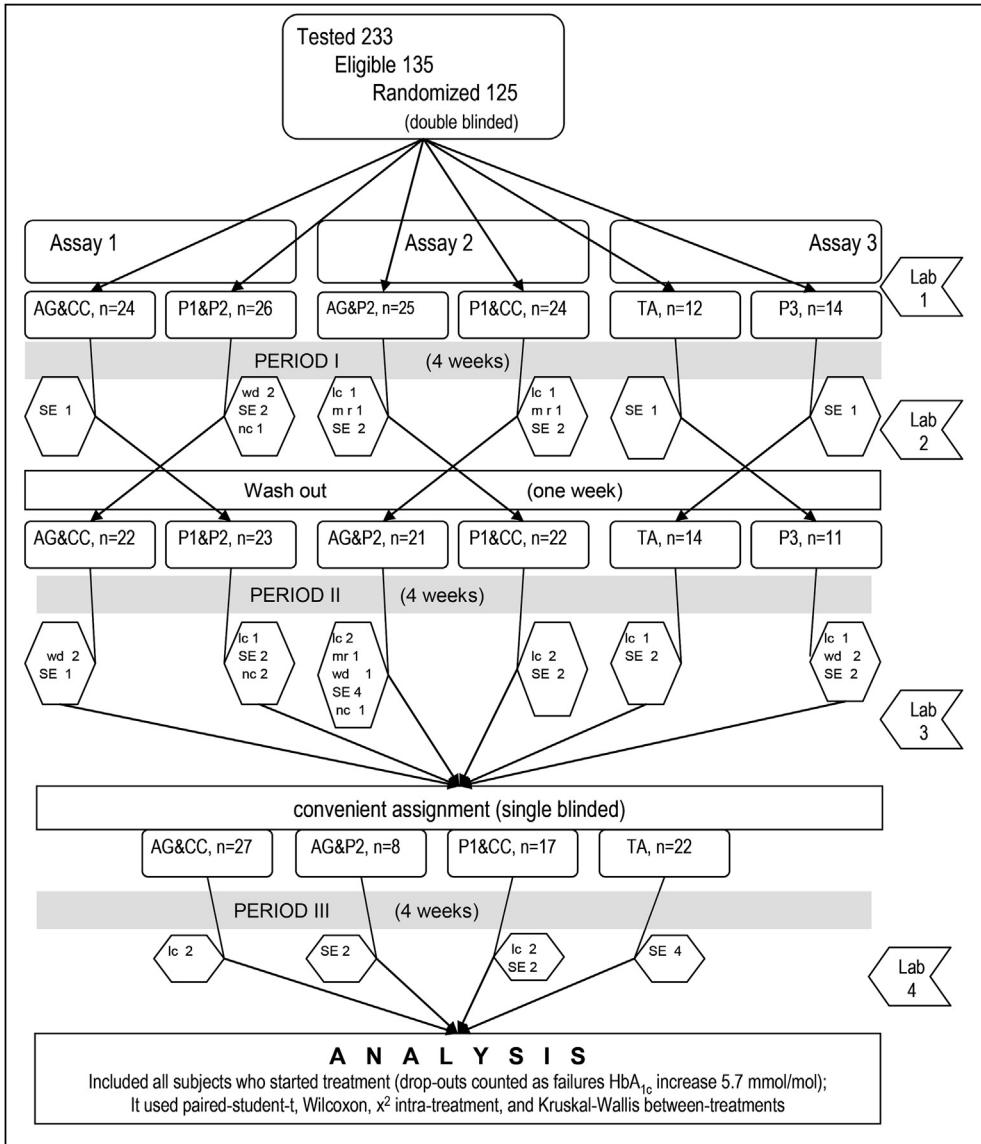 Tested 233
Eligible 135
Randomized 125
(double blinded)
Assay 1
Assay 2
Assay 3
Lab
1
AG&CC, n=24
P1&P2, n=26
AG&P2, n=25
P1&CC, n=24
TA, n=12
P3, n=14
PERIOD I (4 weeks)
SE 1
wd 2
SE 2
nc 1
lc 1
m r 1
SE 2
lc 1
m r 1
SE 2
SE 1
SE 1
Lab
2
Wash out (one week)
AG&CC, n=22
P1&P2, n=23
AG&P2, n=21
P1&CC, n=22
TA, n=14
P3, n=11
PERIOD II (4 weeks)
wd 2
SE 1
lc 1
SE 2
nc 2
lc 2
mr 1
wd 1
SE 4
nc 1
lc 2
SE 2
lc 1
SE 2
lc 1
wd 2
SE 2
Lab
3
convenient assignment (single blinded)
AG&CC, n=27
AG&P2, n=8
P1&CC, n=17
TA, n=22
PERIOD III (4 weeks)
lc 2
SE 2
lc 2
SE 2
SE 4
Lab
4
A N A L Y S I S
Included all subjects who started treatment (drop-outs counted as failures HbA1c increase 5.7 mmol/mol);
It used paired-student-t, Wilcoxon, x² intra-treatment, and Kruskal-Wallis between-treatments